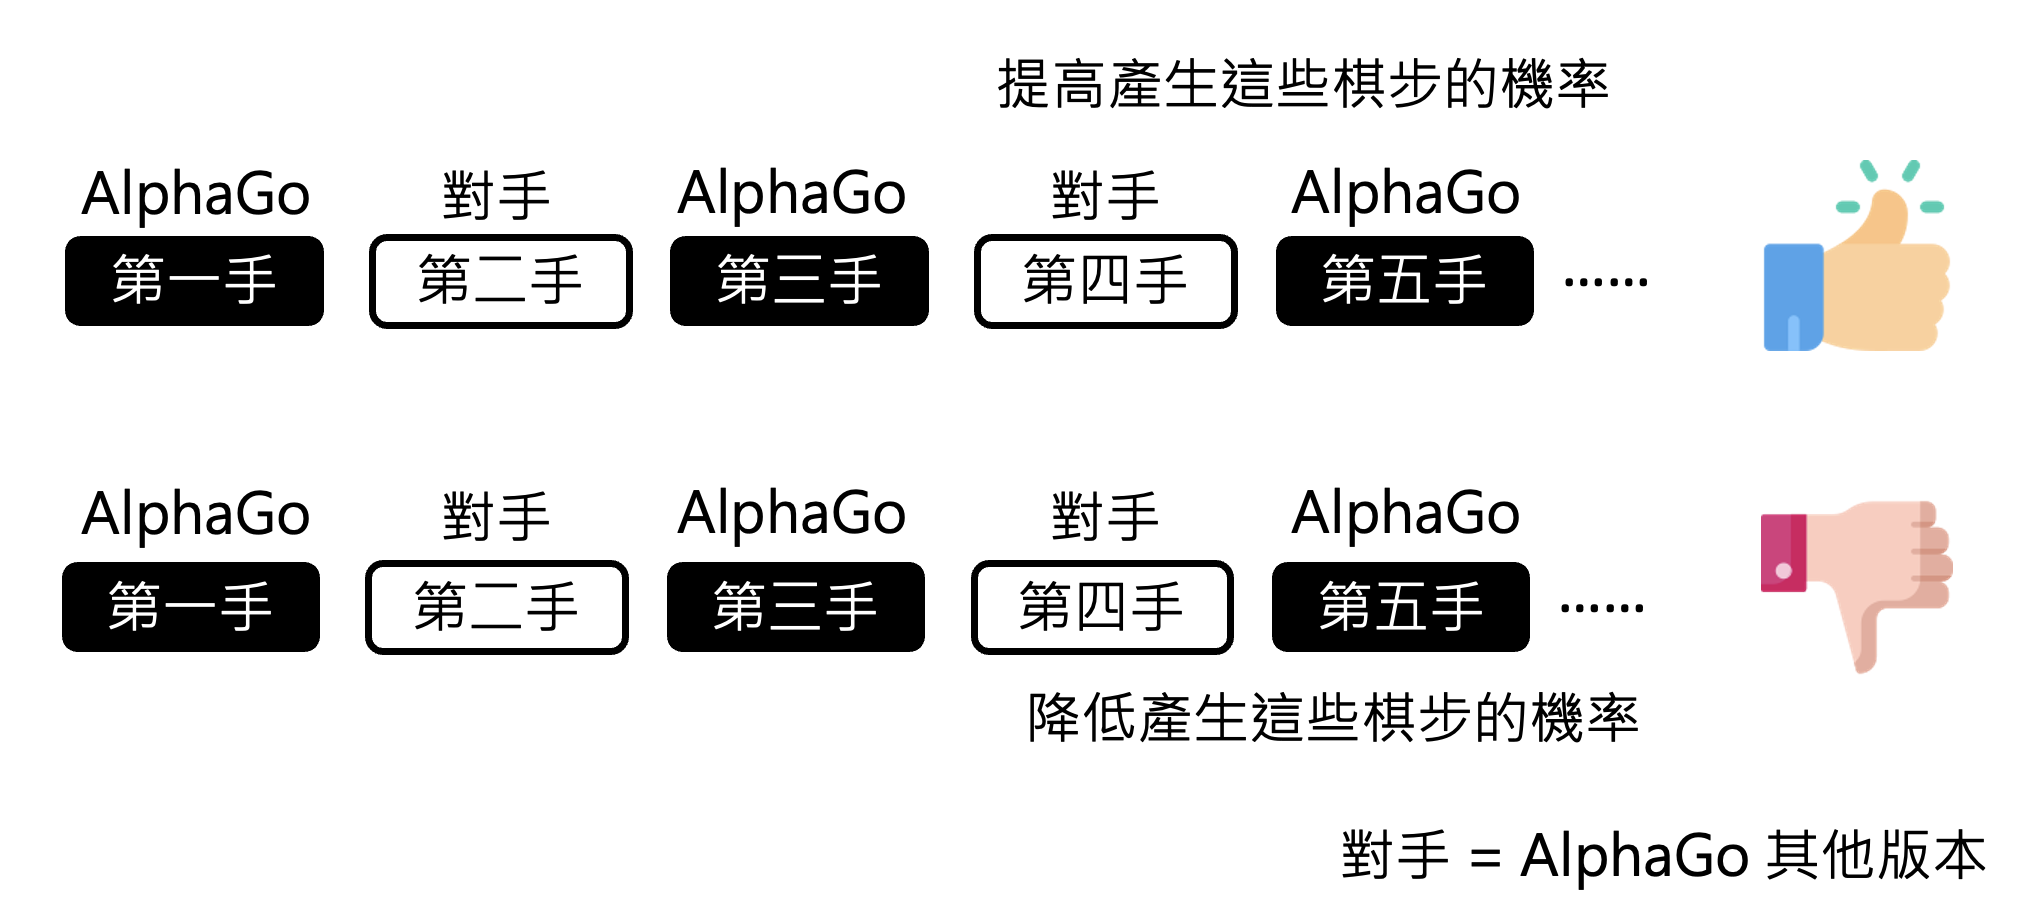 提高產生這些棋步的機率
AlphaGo 對手 AlphaGo 對手 AlphaGo
第一手 第二手 第三手 第四手 第五手 ……
AlphaGo 對手 AlphaGo 對手 AlphaGo
第一手 第二手 第三手 第四手 第五手 ……
降低產生這些棋步的機率
對手 = AlphaGo 其他版本